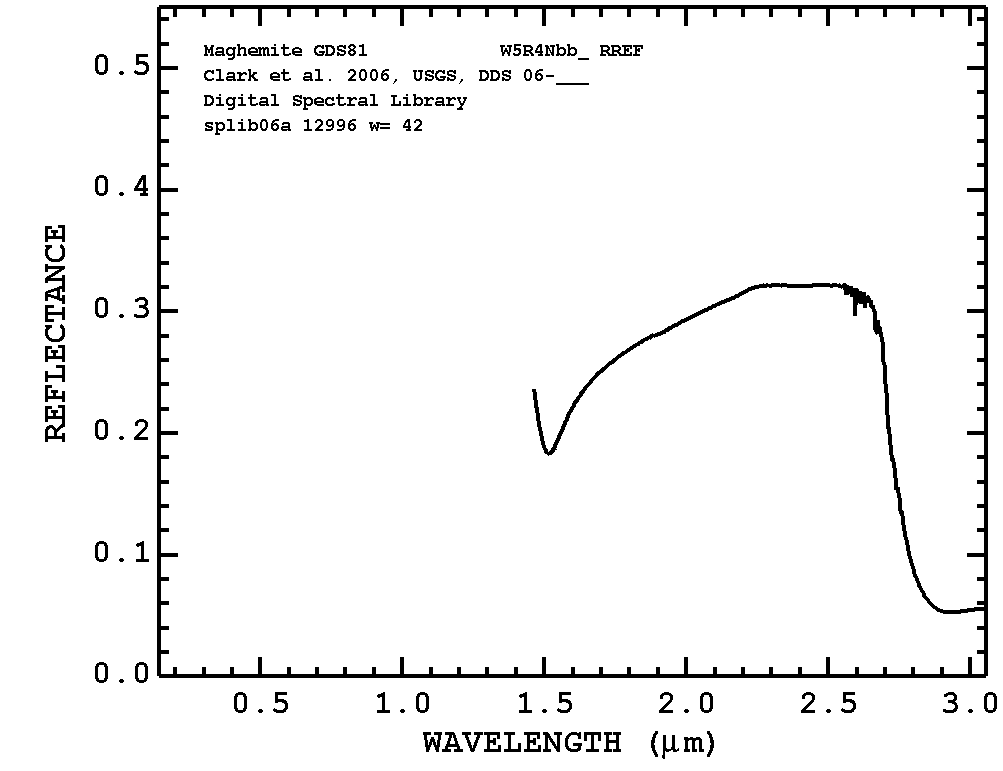 Maghemite GDS81 W5R4Nbb_ RREF
Clark et al. 2006, USGS, DDS 06-___
Digital Spectral Library
splib06a 12996 w= 42
0.5
0.4
0.3
0.2
0.1
0.0
REFLECTANCE
0.5 1.0 1.5 2.0 2.5 3.0
WAVELENGTH (μm)